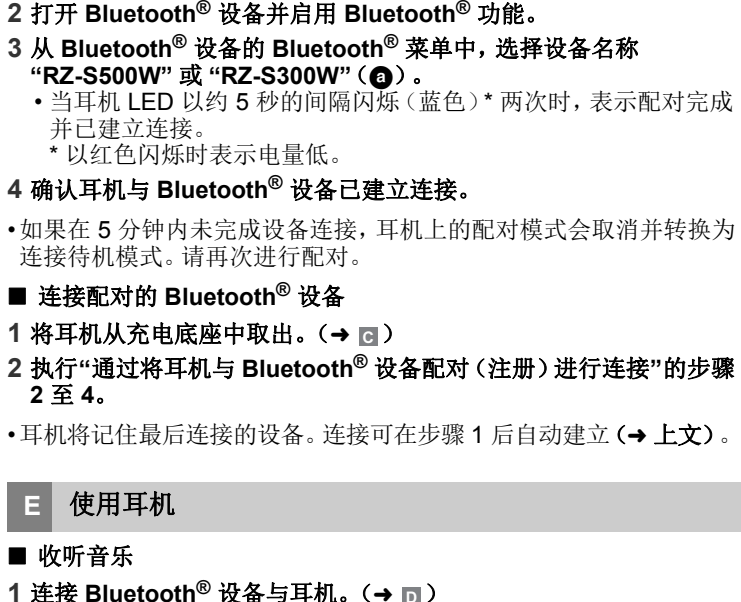 2 打开 Bluetooth® 设备并启用 Bluetooth® 功能。
3 从 Bluetooth® 设备的 Bluetooth® 菜单中，选择设备名称
“RZ-S500W” 或 “RZ-S300W”（ⓐ）。
• 当耳机 LED 以约 5 秒的间隔闪烁（蓝色）* 两次时，表示配对完成
并已建立连接。
* 以红色闪烁时表示电量低。
4 确认耳机与 Bluetooth® 设备已建立连接。
• 如果在 5 分钟内未完成设备连接，耳机上的配对模式会取消并转换为
连接待机模式。请再次进行配对。
■ 连接配对的 Bluetooth® 设备
1 将耳机从充电底座中取出。（➜ C）
2 执行“通过将耳机与 Bluetooth® 设备配对（注册）进行连接”的步骤
2 至 4。
• 耳机将记住最后连接的设备。连接可在步骤 1 后自动建立（➜ 上文）。
E 使用耳机
■ 收听音乐
1 连接 Bluetooth® 设备与耳机。（➜ D）